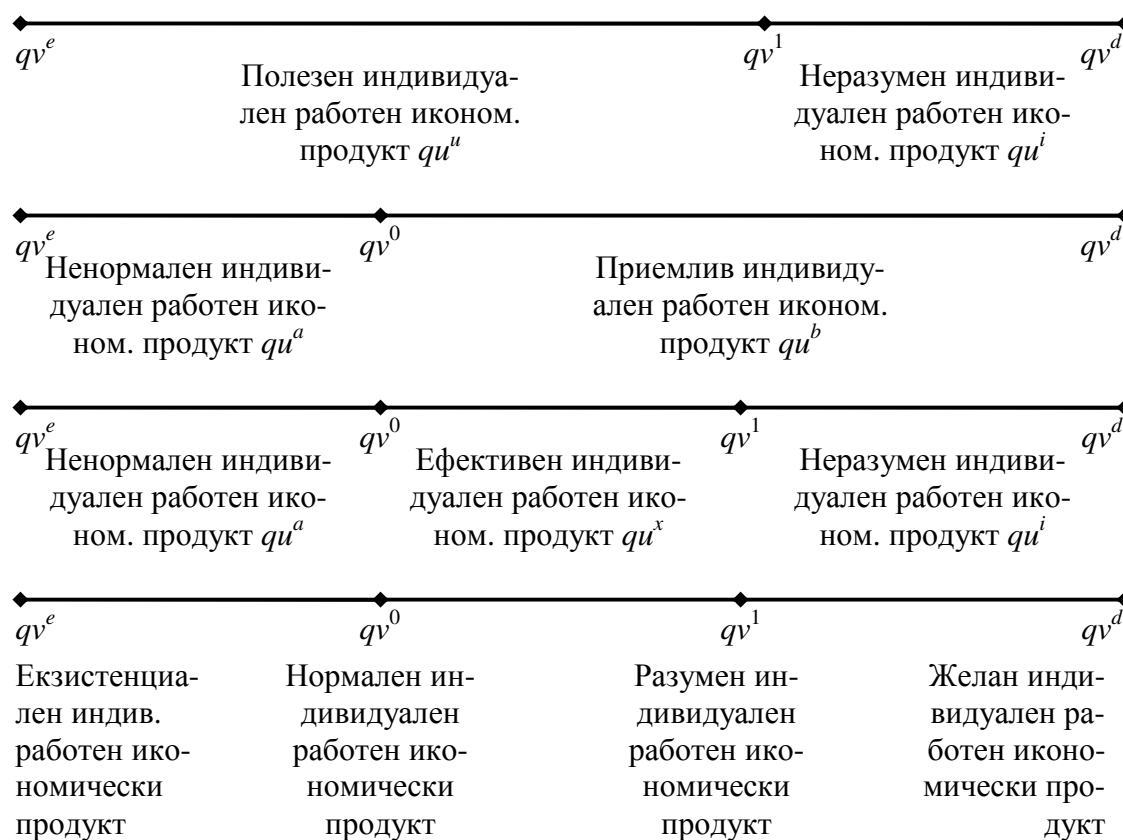 qv^e qv^1 qv^d
Полезен индивидуа- Неразумен индиви-
лен работен иконом. дуален работен ико-
продукт qu^u ном. продукт qu^i
qv^e qv^0 qv^d
Ненормален индиви- Приемлив индивиду-
дуален работен ико- ален работен иконом.
ном. продукт qu^a продукт qu^b
qv^e qv^0 qv^1 qv^d
Ненормален индиви- Ефективен индиви- Неразумен индиви-
дуален работен ико- дуален работен ико- дуален работен ико-
ном. продукт qu^a ном. продукт qu^x ном. продукт qu^i
qv^e qv^0 qv^1 qv^d
Екзистенциа- Нормален ин- Разумен ин- Желан инди-
лен индив. дивидуален дивидуален видуален ра-
работен ико- работен ико- работен ико- ботен иконо-
номически номически номически мически про-
продукт продукт продукт дукт